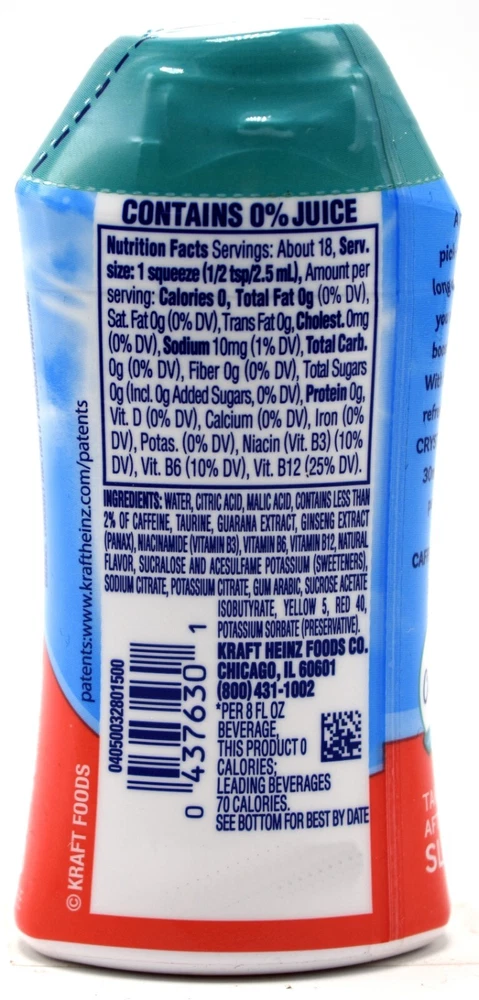 CONTAINS 0% JUICE
Nutrition Facts Servings: About 18, Serv.
size: 1 squeeze (1/2 tsp/2.5 mL), Amount per
serving: Calories 0, Total Fat 0g (0% DV),
Sat. Fat 0g (0% DV), Trans Fat 0g, Cholest. 0mg
(0% DV), Sodium 10mg (1% DV), Total Carb.
0g (0% DV), Fiber 0g (0% DV), Total Sugars
0g (Incl. 0g Added Sugars, 0% DV), Protein 0g,
Vit. D (0% DV), Calcium (0% DV), Iron (0%
DV), Potas. (0% DV), Niacin (Vit. B3) (10%
DV), Vit. B6 (10% DV), Vit. B12 (25% DV).
INGREDIENTS: WATER, CITRIC ACID, MALIC ACID, CONTAINS LESS THAN
2% OF CAFFEINE, TAURINE, GUARANA EXTRACT, GINSENG EXTRACT
(PANAX), NIACINAMIDE (VITAMIN B3), VITAMIN B6, VITAMIN B12, NATURAL
FLAVOR, SUCRALOSE AND ACESULFAME POTASSIUM (SWEETENERS),
SODIUM CITRATE, POTASSIUM CITRATE, GUM ARABIC, SUCROSE ACETATE
ISOBUTYRATE, YELLOW 5, RED 40,
POTASSIUM SORBATE (PRESERVATIVE).
KRAFT HEINZ FOODS CO.
CHICAGO, IL 60601
(800) 431-1002
*PER 8 FL OZ
BEVERAGE,
THIS PRODUCT 0
CALORIES;
LEADING BEVERAGES
70 CALORIES.
SEE BOTTOM FOR BEST BY DATE
04050032801500
0 437630 1
patents:www.kraftheinz.com/patents
© KRAFT FOODS